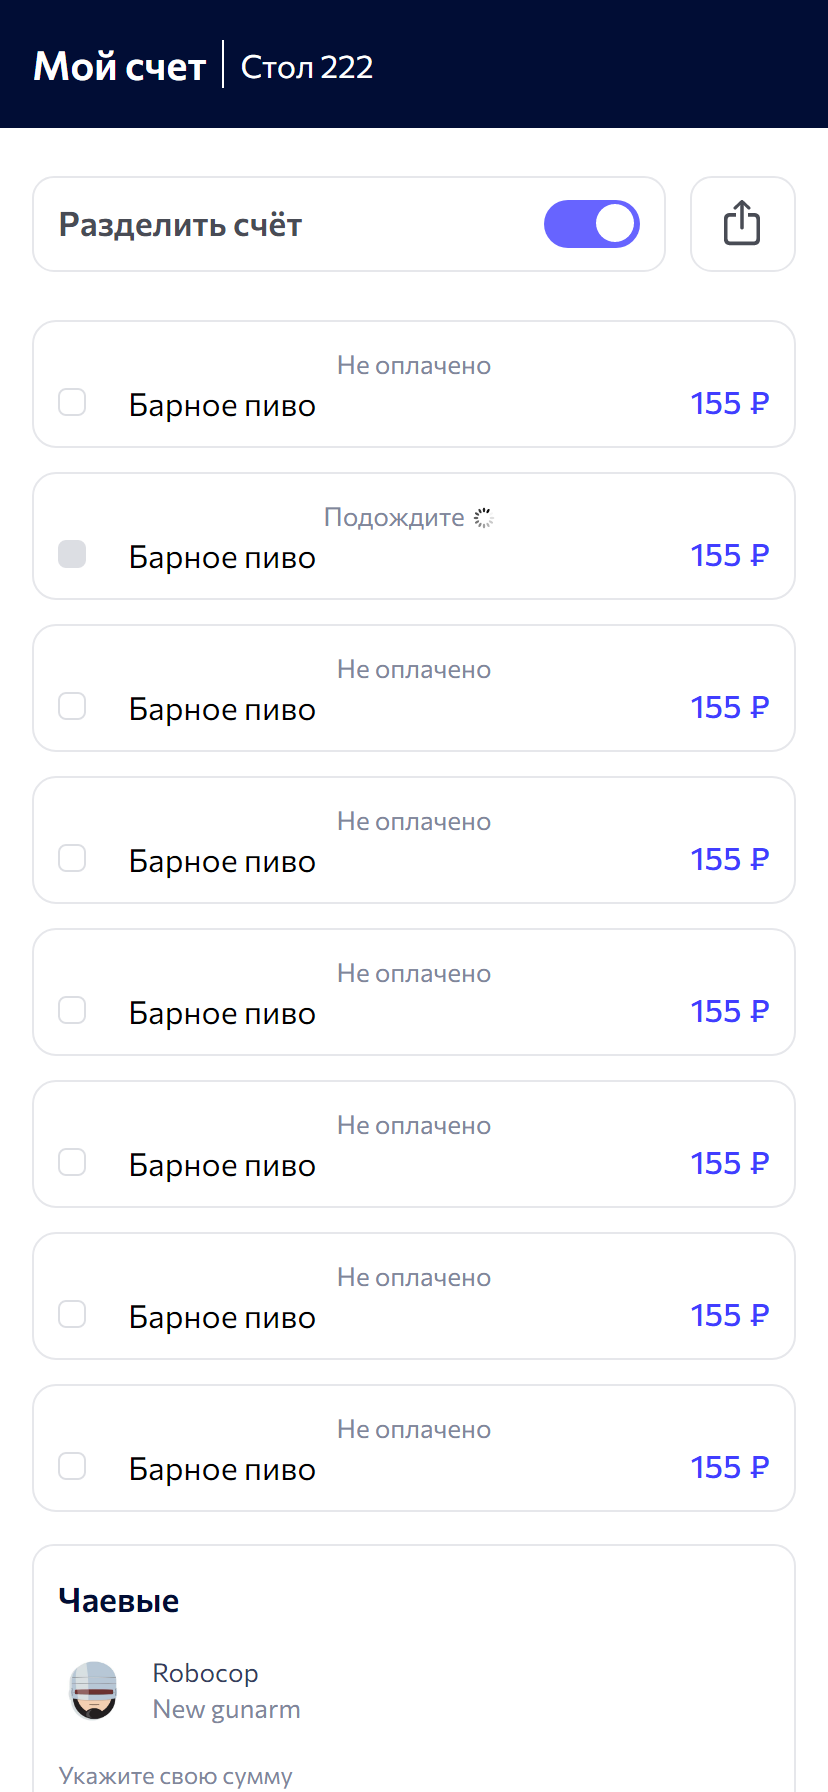 Мой счет
Стол 222
Разделить счёт
Не оплачено
Барное пиво 155 ₽
Подождите
Барное пиво 155 ₽
Не оплачено
Барное пиво 155 ₽
Не оплачено
Барное пиво 155 ₽
Не оплачено
Барное пиво 155 ₽
Не оплачено
Барное пиво 155 ₽
Не оплачено
Барное пиво 155 ₽
Не оплачено
Барное пиво 155 ₽
Чаевые
Robocop
New gunarm
Укажите свою сумму